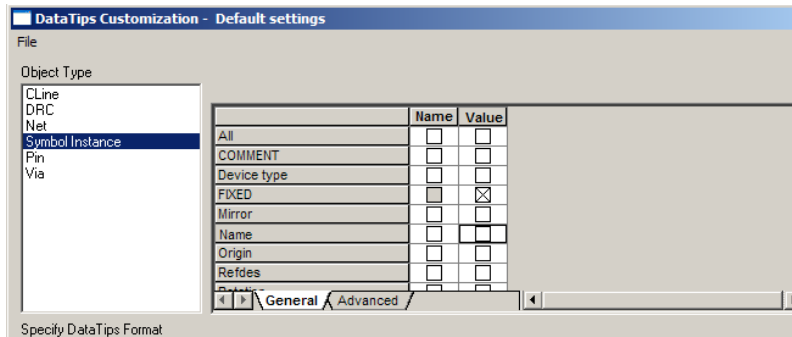 DataTips Customization - Default settings
File
Object Type
CLine
DRC
Net
Symbol Instance
Pin
Via
Name Value
All
COMMENT
Device type
FIXED
Mirror
Name
Origin
Refdes
Rotation
General Advanced
Specify DataTips Format